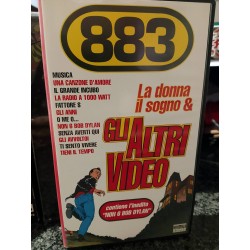 883
MUSICA
UNA CANZONE D'AMORE
IL GRANDE INCUBO
LA RADIO A 1000 WATT
FATTORE S
GLI ANNI
O ME O...
NON 6 BOB DYLAN
SENZA AVERTI QUI
GLI AVVOLTOI
TI SENTO VIVERE
TIENI IL TEMPO
La donna
il sogno &
GLI ALTRI
VIDEO
contiene l'inedito
"NON 6 BOB DYLAN"